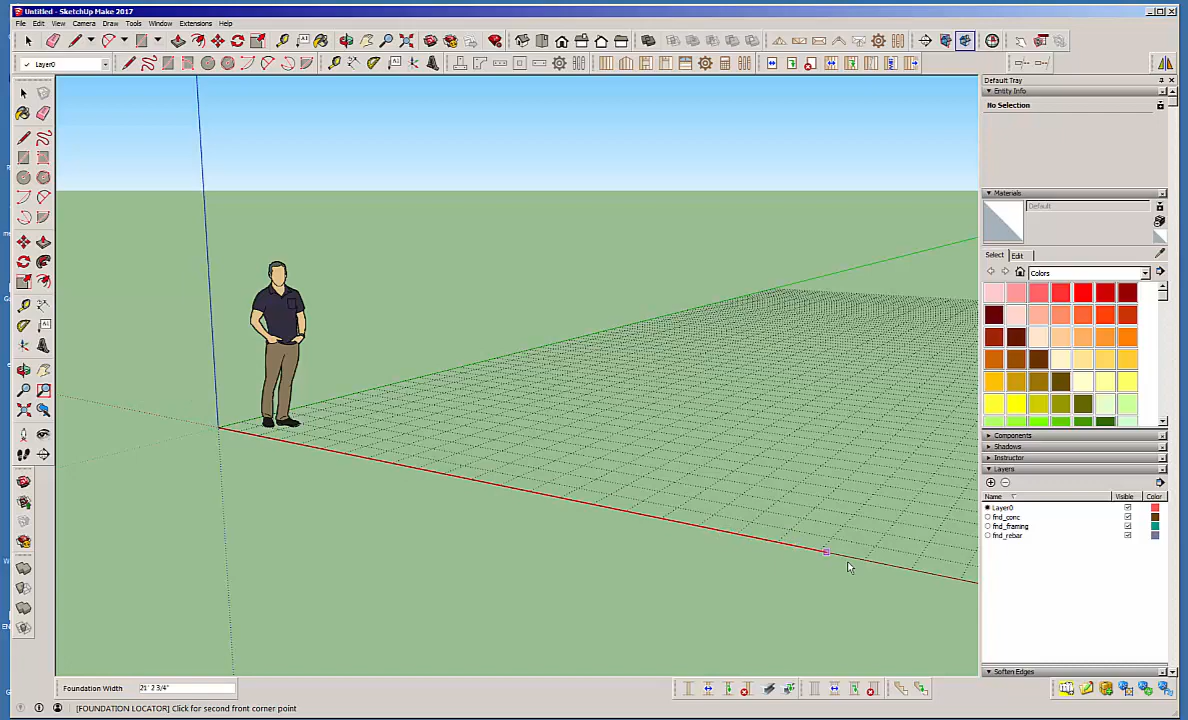 Untitled - SketchUp Make 2017
File Edit View Camera Draw Tools Window Extensions Help
Layer0
Default Tray
Entity Info
No Selection
Materials
Default
Select Edit
Colors
Components
Shadows
Instructor
Layers
Name Visible Color
Layer0
fnd_conc
fnd_framing
fnd_rebar
Soften Edges
Foundation Width 21' 2 3/4"
[FOUNDATION LOCATOR] Click for second front corner point